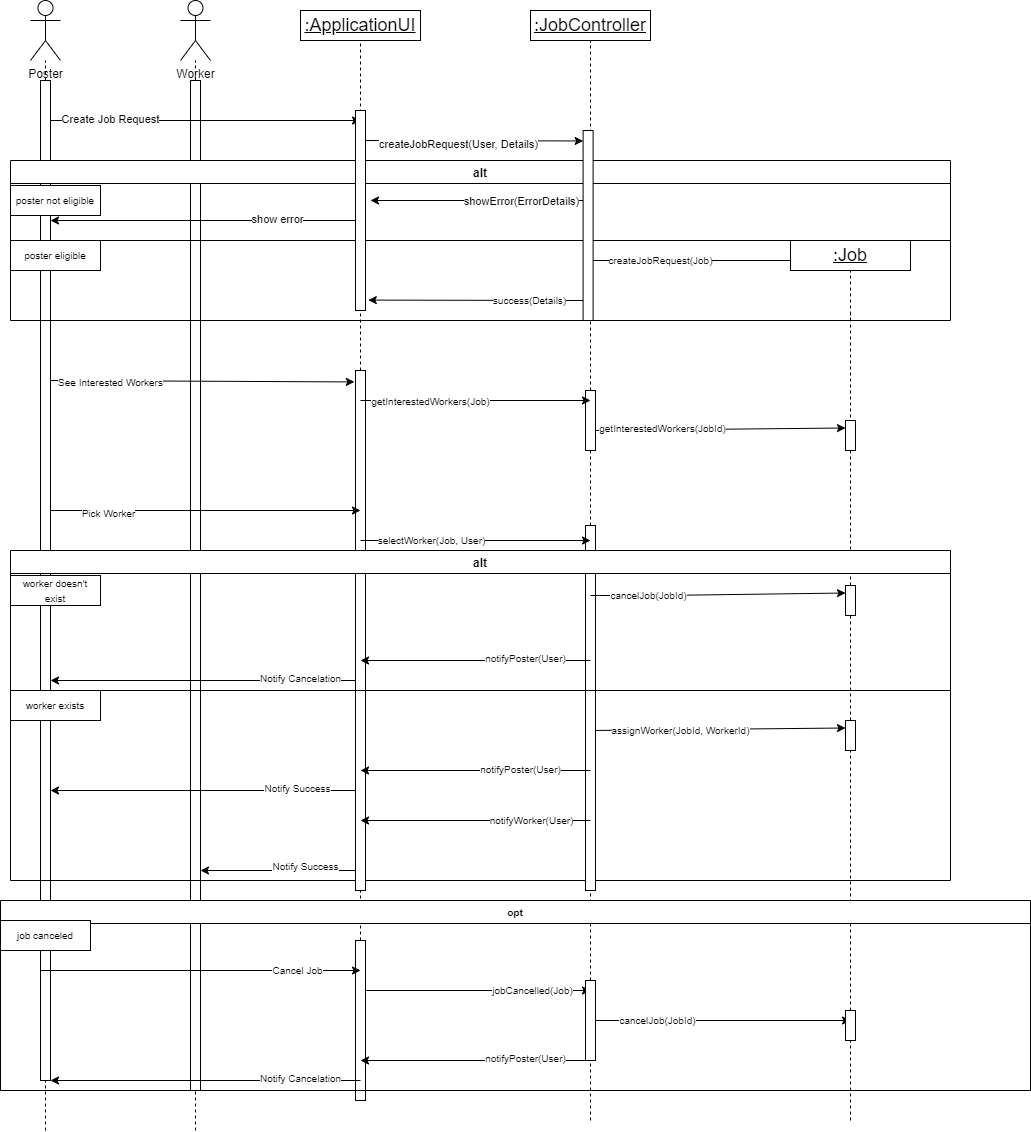 :ApplicationUI
:JobController
Poster
Worker
Create Job Request
createJobRequest(User, Details)
alt
poster not eligible
showError(ErrorDetails)
show error
poster eligible
:Job
createJobRequest(Job)
success(Details)
See Interested Workers
getInterestedWorkers(Job)
getInterestedWorkers(JobId)
Pick Worker
selectWorker(Job, User)
alt
worker doesn't
exist
cancelJob(JobId)
notifyPoster(User)
Notify Cancelation
worker exists
assignWorker(JobId, WorkerId)
notifyPoster(User)
Notify Success
notifyWorker(User)
Notify Success
opt
job canceled
Cancel Job
jobCancelled(Job)
cancelJob(JobId)
notifyPoster(User)
Notify Cancelation